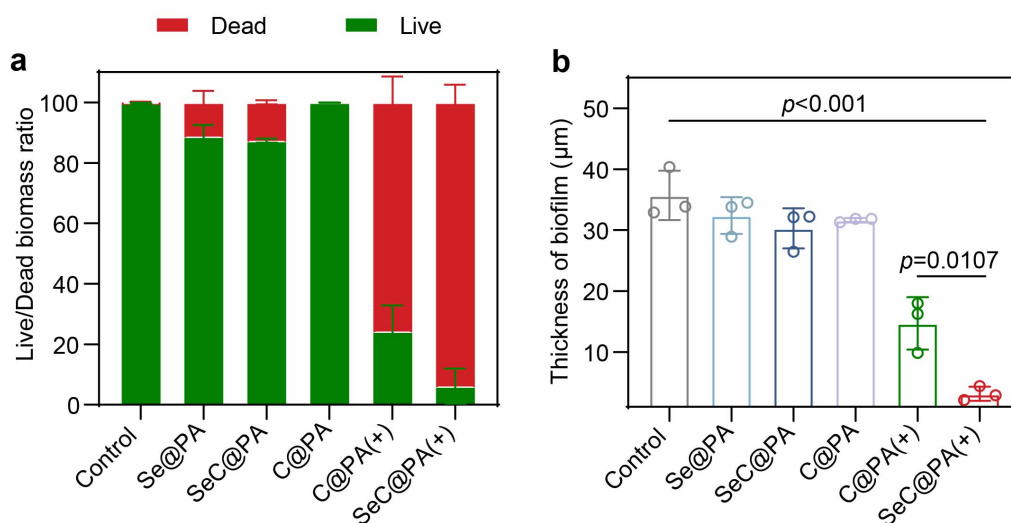 Dead Live
a
Live/Dead biomass ratio
100
80
60
40
20
0
Control
Se@PA
SeC@PA
C@PA
C@PA(+)
SeC@PA(+)
b
Thickness of biofilm (μm)
50
40
30
20
10
p<0.001
p=0.0107
Control
Se@PA
SeC@PA
C@PA
C@PA(+)
SeC@PA(+)